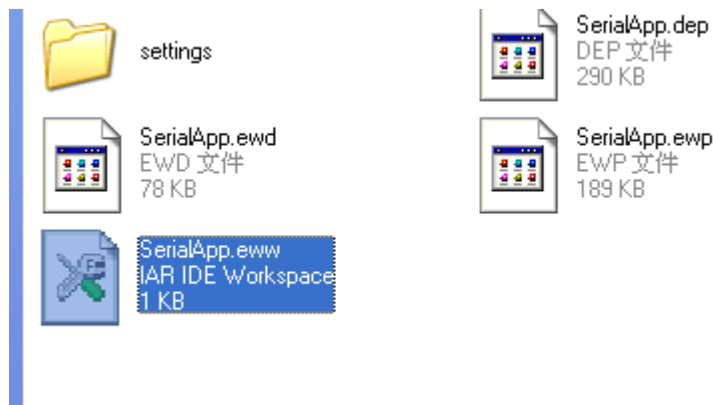 settings
SerialApp.dep
DEP 文件
290 KB
SerialApp.ewd
EWD 文件
78 KB
SerialApp.ewp
EWP 文件
189 KB
SerialApp.eww
IAR IDE Workspace
1 KB